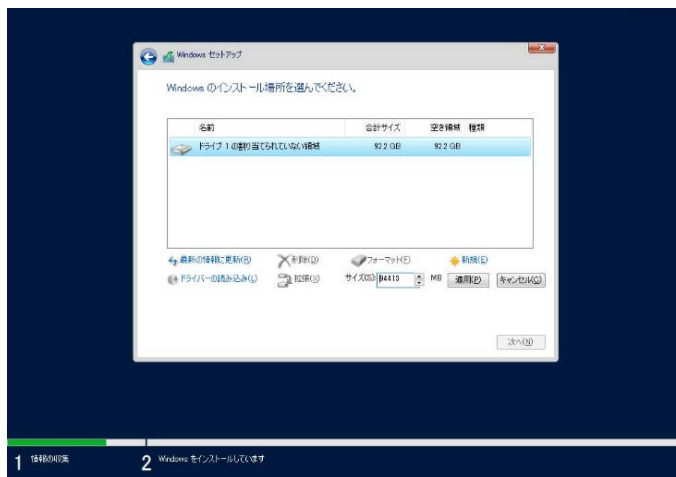 Windows セットアップ
Windows のインストール場所を選んでください。
名前 合計サイズ 空き領域 種類
ドライブ 1 の割り当てられていない領域 92.2 GB 92.2 GB
最新の情報に更新(R) 削除(D) フォーマット(F) 新規(E)
ドライバーの読み込み(L) 拡張(X) サイズ(S): 94413 MB 適用(P) キャンセル(C)
次へ(N)
1 情報の収集 2 Windows をインストールしています